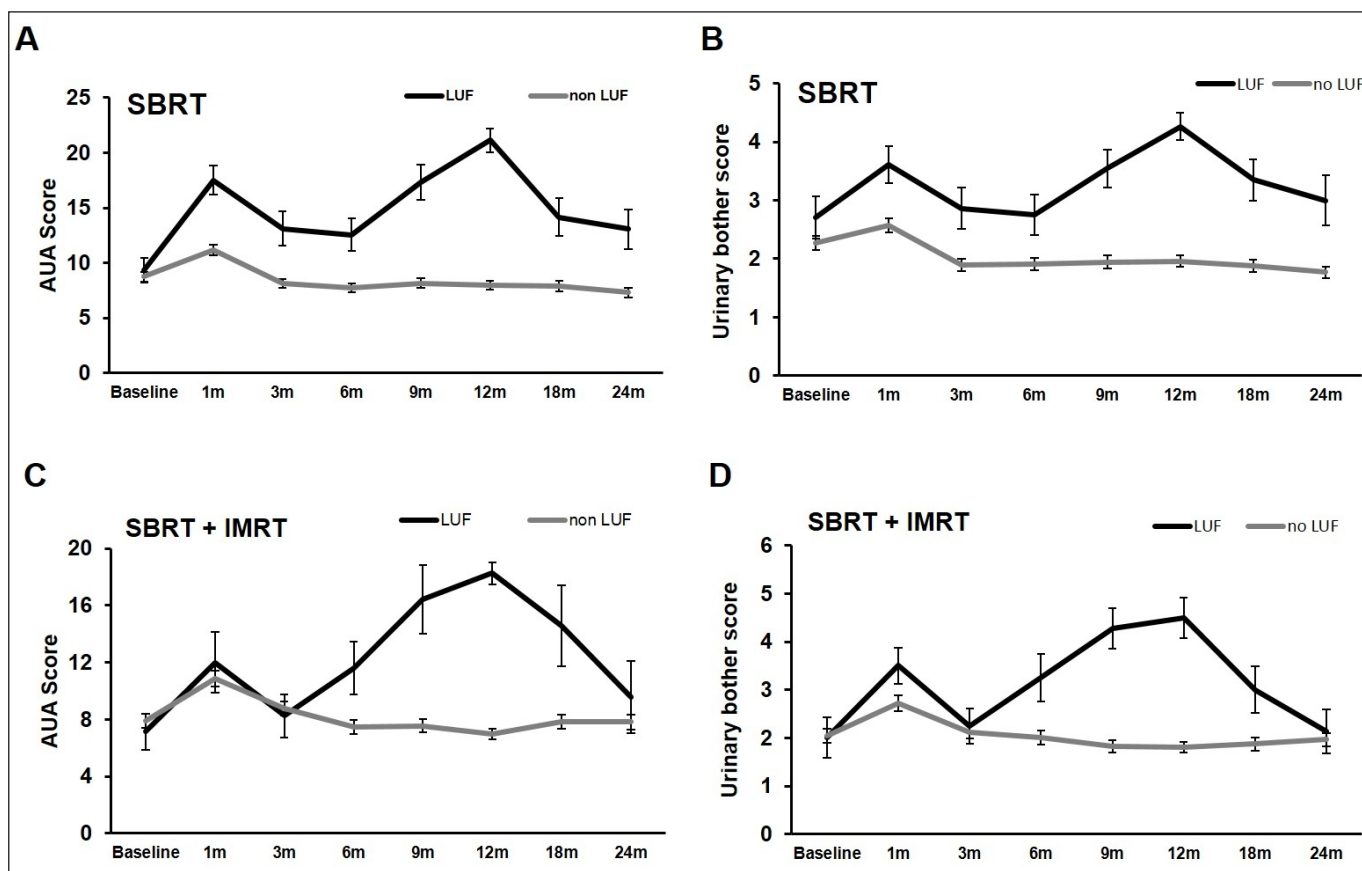 A
SBRT
LUF
non LUF
AUA Score
25
20
15
10
5
0
Baseline 1m 3m 6m 9m 12m 18m 24m
B
SBRT
LUF
no LUF
Urinary bother score
5
4
3
2
1
0
Baseline 1m 3m 6m 9m 12m 18m 24m
C
SBRT + IMRT
LUF
non LUF
AUA Score
20
16
12
8
4
0
Baseline 1m 3m 6m 9m 12m 18m 24m
D
SBRT + IMRT
LUF
no LUF
Urinary bother score
6
5
4
3
2
1
0
Baseline 1m 3m 6m 9m 12m 18m 24m